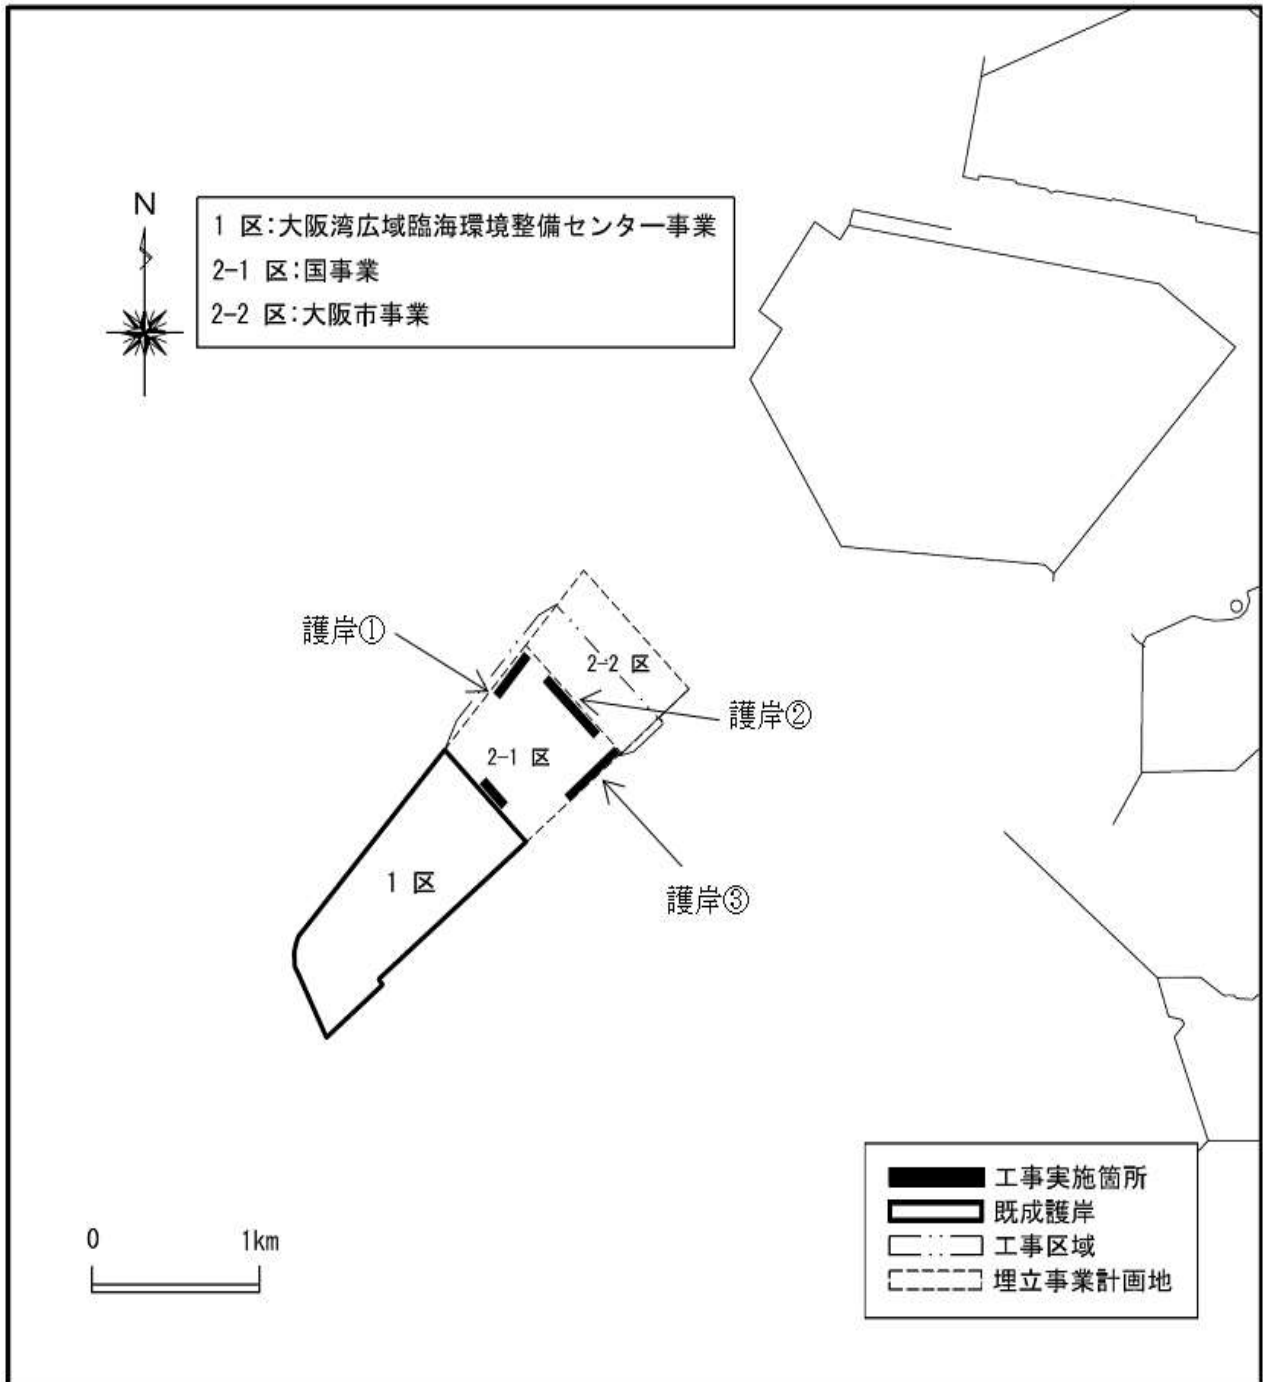 N
1 区:大阪湾広域臨海環境整備センター事業
2-1 区:国事業
2-2 区:大阪市事業
護岸①
2-2 区
護岸②
2-1 区
1 区
護岸③
工事実施箇所
既成護岸
工事区域
埋立事業計画地
0 1km